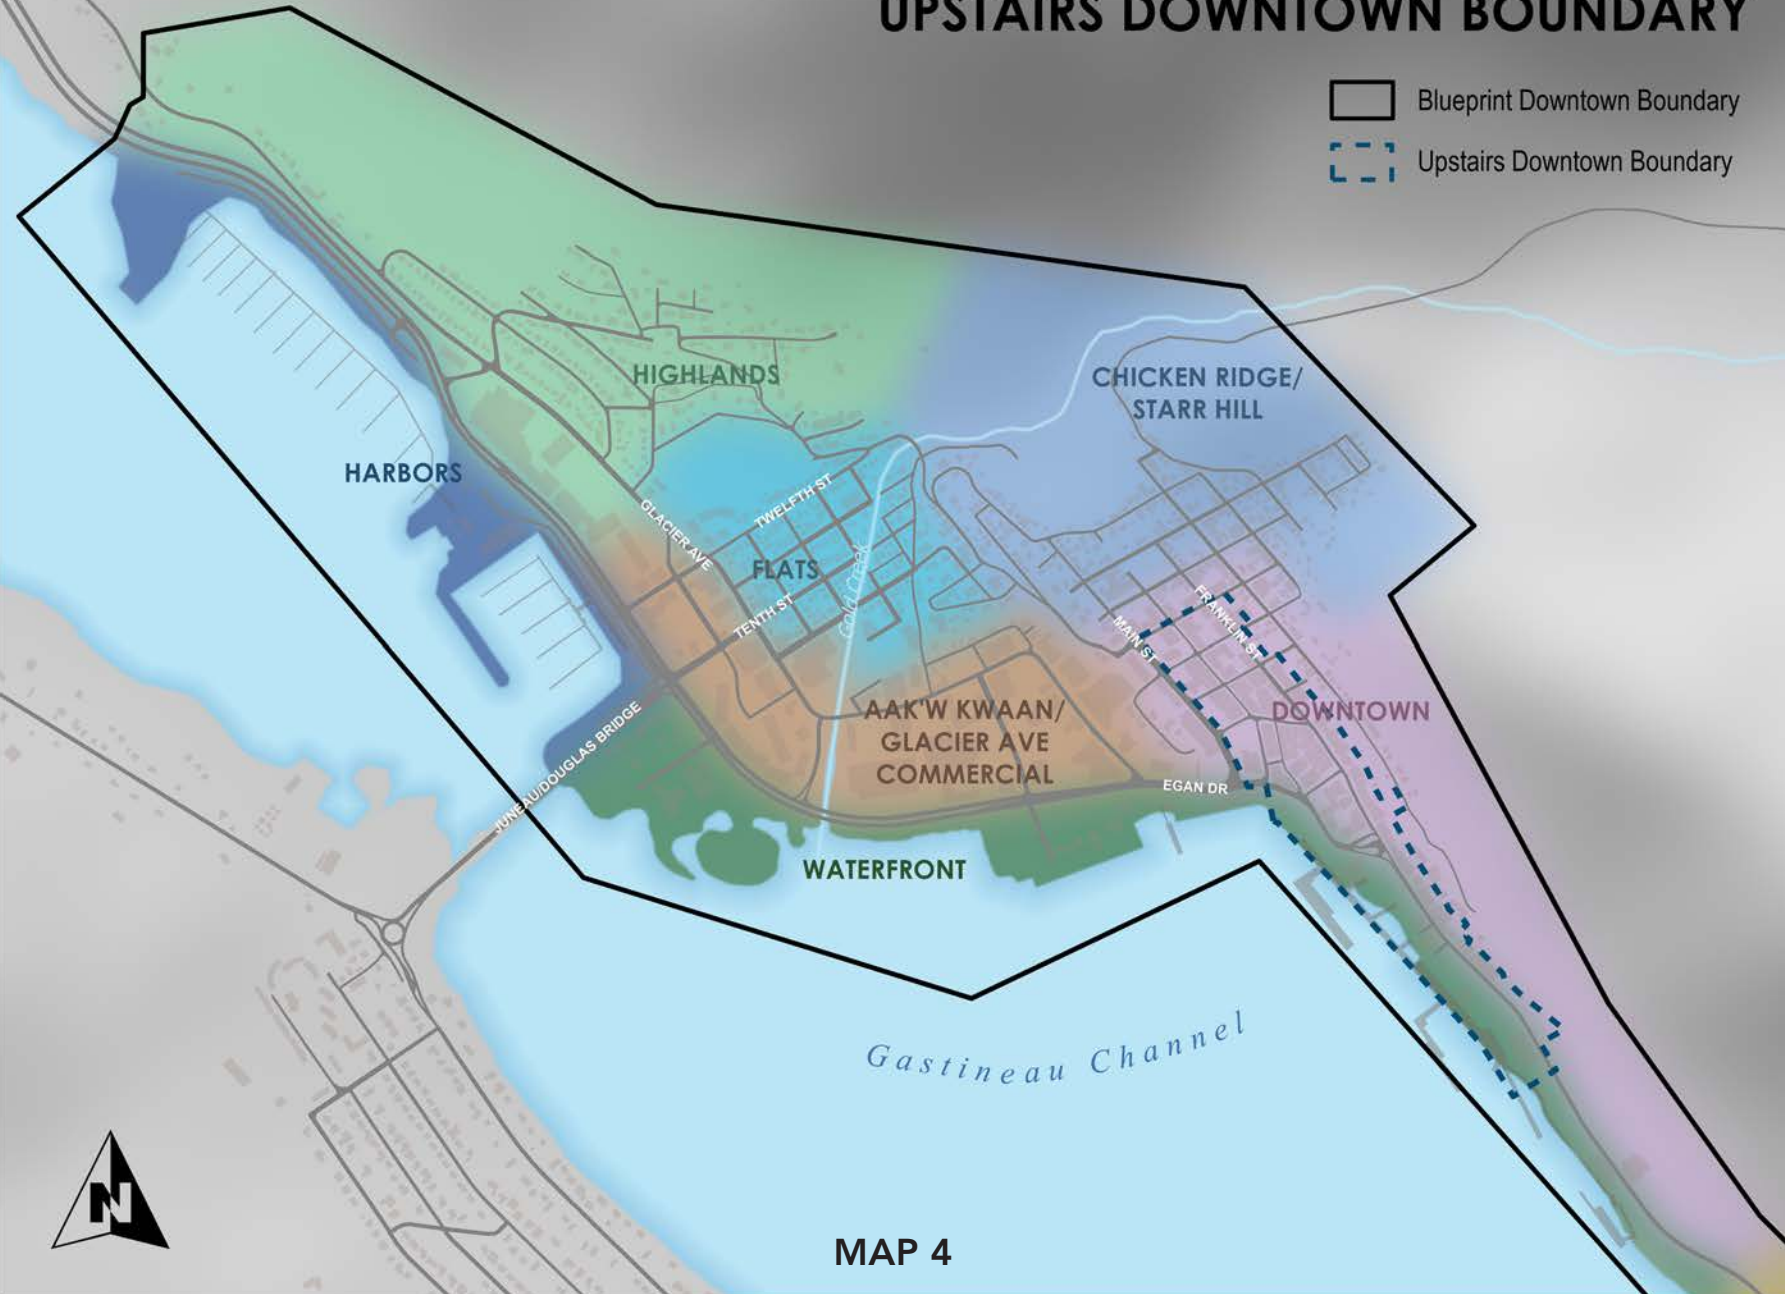 UPSTAIRS DOWNTOWN BOUNDARY
Blueprint Downtown Boundary
Upstairs Downtown Boundary
HIGHLANDS
CHICKEN RIDGE/
STARR HILL
HARBORS
TWELFTH ST
GLACIER AVE
FLATS
Gold Creek
TENTH ST
FRANKLIN ST
MAIN ST
DOWNTOWN
AAK'W KWAAN/
GLACIER AVE
COMMERCIAL
JUNEAU/DOUGLAS BRIDGE
EGAN DR
WATERFRONT
Gastineau Channel
N
MAP 4